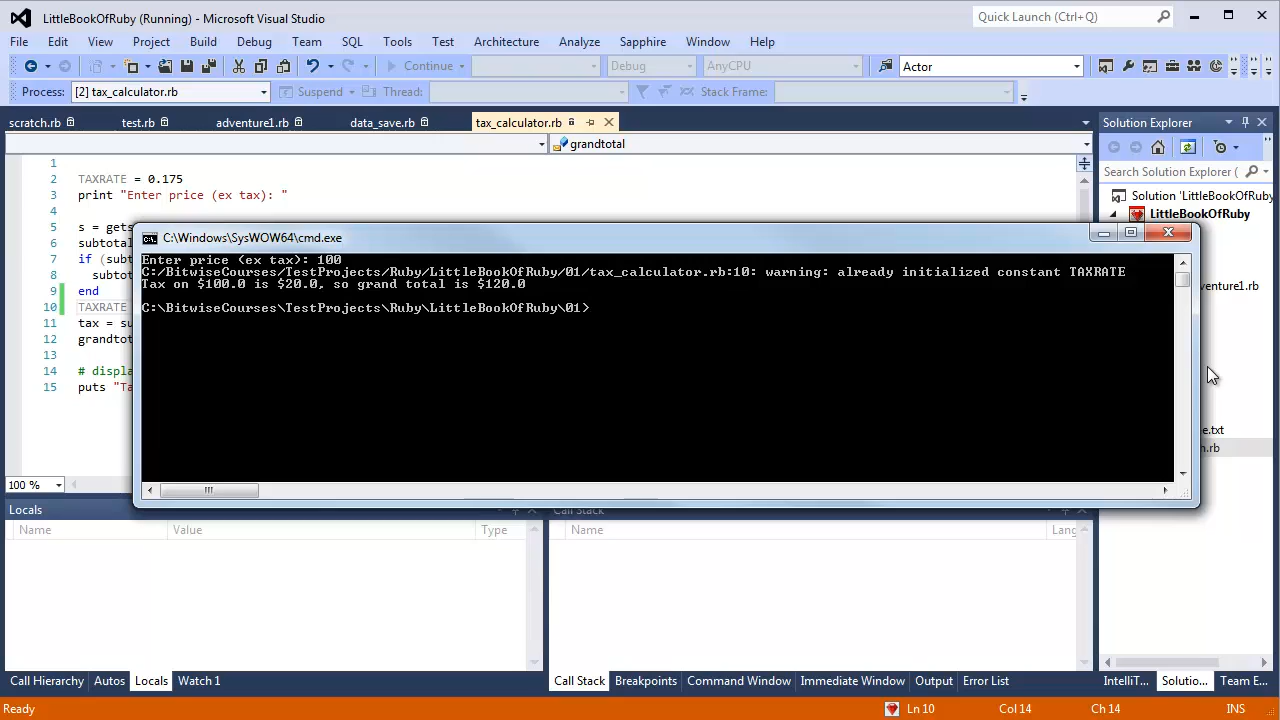 LittleBookOfRuby (Running) - Microsoft Visual Studio
Quick Launch (Ctrl+Q)
File Edit View Project Build Debug Team SQL Tools Test Architecture Analyze Sapphire Window Help
Continue Debug AnyCPU Actor
Process: [2] tax_calculator.rb Suspend Thread: Stack Frame:
scratch.rb test.rb adventure1.rb data_save.rb tax_calculator.rb
Solution Explorer
grandtotal
Search Solution Explorer (
Solution 'LittleBookOfRuby
LittleBookOfRuby
1
2 TAXRATE = 0.175
3 print "Enter price (ex tax): "
4
5 s = gets
6 subtotal
7 if (subt
8 subtot
9 end
10 TAXRATE
11 tax = su
12 grandtot
13
14 # displa
15 puts "Ta
C:\Windows\SysWOW64\cmd.exe
Enter price (ex tax): 100
C:/BitwiseCourses/TestProjects/Ruby/LittleBookOfRuby/01/tax_calculator.rb:10: warning: already initialized constant TAXRATE
Tax on $100.0 is $20.0, so grand total is $120.0
C:\BitwiseCourses\TestProjects\Ruby\LittleBookOfRuby\01>
venture1.rb
e.txt
n.rb
100 %
Locals
Call Stack
Name Value Type
Name Lang
Call Hierarchy Autos Locals Watch 1
Call Stack Breakpoints Command Window Immediate Window Output Error List
IntelliT... Solutio... Team E...
Ready Ln 10 Col 14 Ch 14 INS